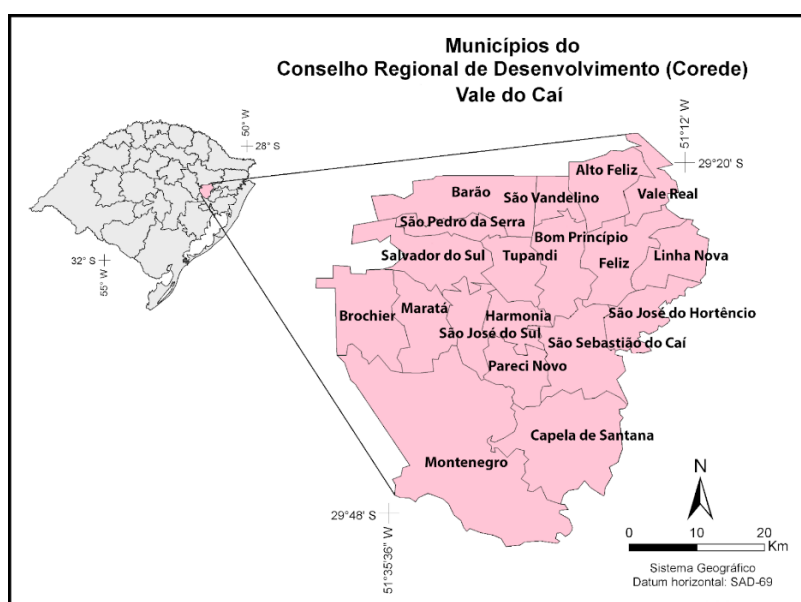 Municípios do
Conselho Regional de Desenvolvimento (Corede)
Vale do Caí
50° W
28° S
32° S
55° W
51°12' W
29°20' S
Alto Feliz
Barão
São Vandelino
Vale Real
São Pedro da Serra
Bom Princípio
Salvador do Sul
Tupandi
Feliz
Linha Nova
Brochier
Maratá
Harmonia
São José do Hortêncio
São José do Sul
São Sebastião do Caí
Pareci Novo
Capela de Santana
Montenegro
29°48' S
51°35'36" W
N
0 10 20
Km
Sistema Geográfico
Datum horizontal: SAD-69